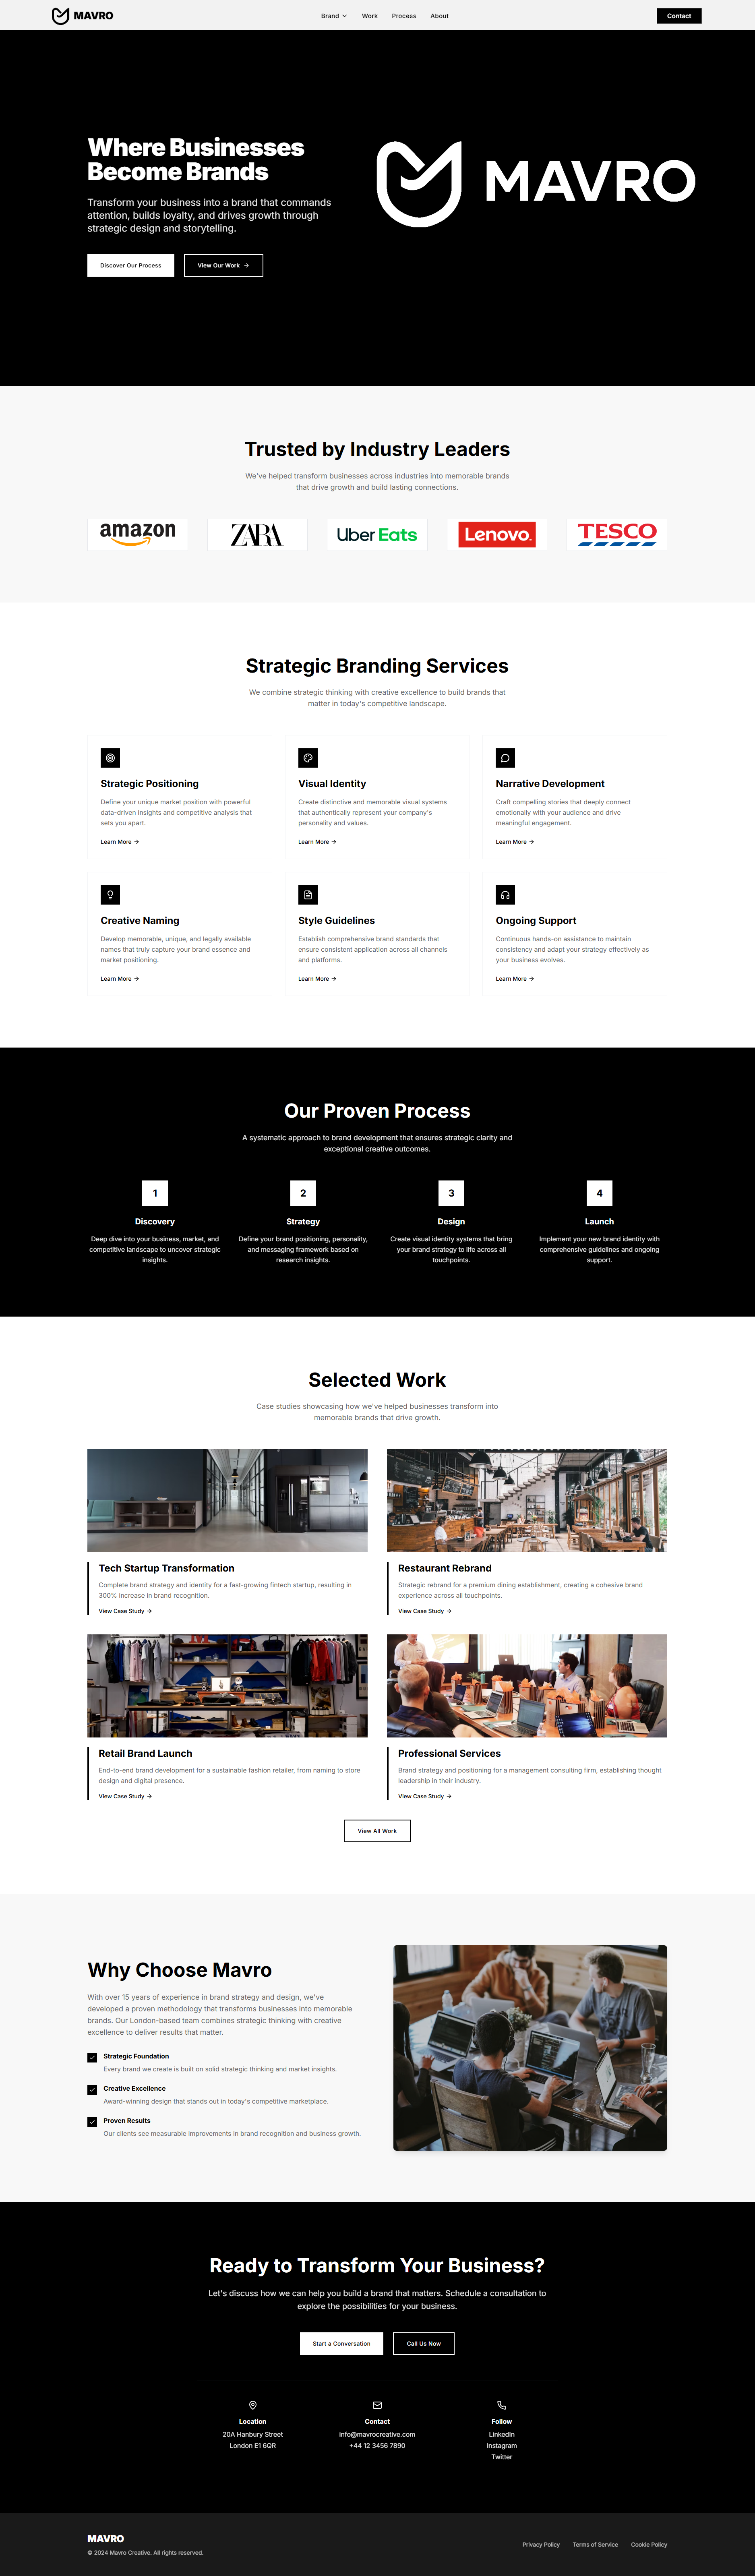 MAVRO
Brand
Work
Process
About
Contact
Where Businesses
Become Brands
Transform your business into a brand that commands
attention, builds loyalty, and drives growth through
strategic design and storytelling.
Discover Our Process
View Our Work
MAVRO
Trusted by Industry Leaders
We've helped transform businesses across industries into memorable brands
that drive growth and build lasting connections.
amazon
ZARA
Uber Eats
Lenovo
TESCO
Strategic Branding Services
We combine strategic thinking with creative excellence to build brands that
matter in today's competitive landscape.
Strategic Positioning
Define your unique market position with powerful
data-driven insights and competitive analysis that
sets you apart.
Learn More
Visual Identity
Create distinctive and memorable visual systems
that authentically represent your company's
personality and values.
Learn More
Narrative Development
Craft compelling stories that deeply connect
emotionally with your audience and drive
meaningful engagement.
Learn More
Creative Naming
Develop memorable, unique, and legally available
names that truly capture your brand essence and
market positioning.
Learn More
Style Guidelines
Establish comprehensive brand standards that
ensure consistent application across all channels
and platforms.
Learn More
Ongoing Support
Continuous hands-on assistance to maintain
consistency and adapt your strategy effectively as
your business evolves.
Learn More
Our Proven Process
A systematic approach to brand development that ensures strategic clarity and
exceptional creative outcomes.
1
Discovery
Deep dive into your business, market, and
competitive landscape to uncover strategic
insights.
2
Strategy
Define your brand positioning, personality,
and messaging framework based on
research insights.
3
Design
Create visual identity systems that bring
your brand strategy to life across all
touchpoints.
4
Launch
Implement your new brand identity with
comprehensive guidelines and ongoing
support.
Selected Work
Case studies showcasing how we've helped businesses transform into
memorable brands that drive growth.
Tech Startup Transformation
Complete brand strategy and identity for a fast-growing fintech startup, resulting in
300% increase in brand recognition.
View Case Study
Restaurant Rebrand
Strategic rebrand for a premium dining establishment, creating a cohesive brand
experience across all touchpoints.
View Case Study
Retail Brand Launch
End-to-end brand development for a sustainable fashion retailer, from naming to store
design and digital presence.
View Case Study
Professional Services
Brand strategy and positioning for a management consulting firm, establishing thought
leadership in their industry.
View Case Study
View All Work
Why Choose Mavro
With over 15 years of experience in brand strategy and design, we've
developed a proven methodology that transforms businesses into memorable
brands. Our London-based team combines strategic thinking with creative
excellence to deliver results that matter.
Strategic Foundation
Every brand we create is built on solid strategic thinking and market insights.
Creative Excellence
Award-winning design that stands out in today's competitive marketplace.
Proven Results
Our clients see measurable improvements in brand recognition and business growth.
Ready to Transform Your Business?
Let's discuss how we can help you build a brand that matters. Schedule a consultation to
explore the possibilities for your business.
Start a Conversation
Call Us Now
Location
20A Hanbury Street
London E1 6QR
Contact
info@mavrocreative.com
+44 12 3456 7890
Follow
LinkedIn
Instagram
Twitter
MAVRO
© 2024 Mavro Creative. All rights reserved.
Privacy Policy
Terms of Service
Cookie Policy